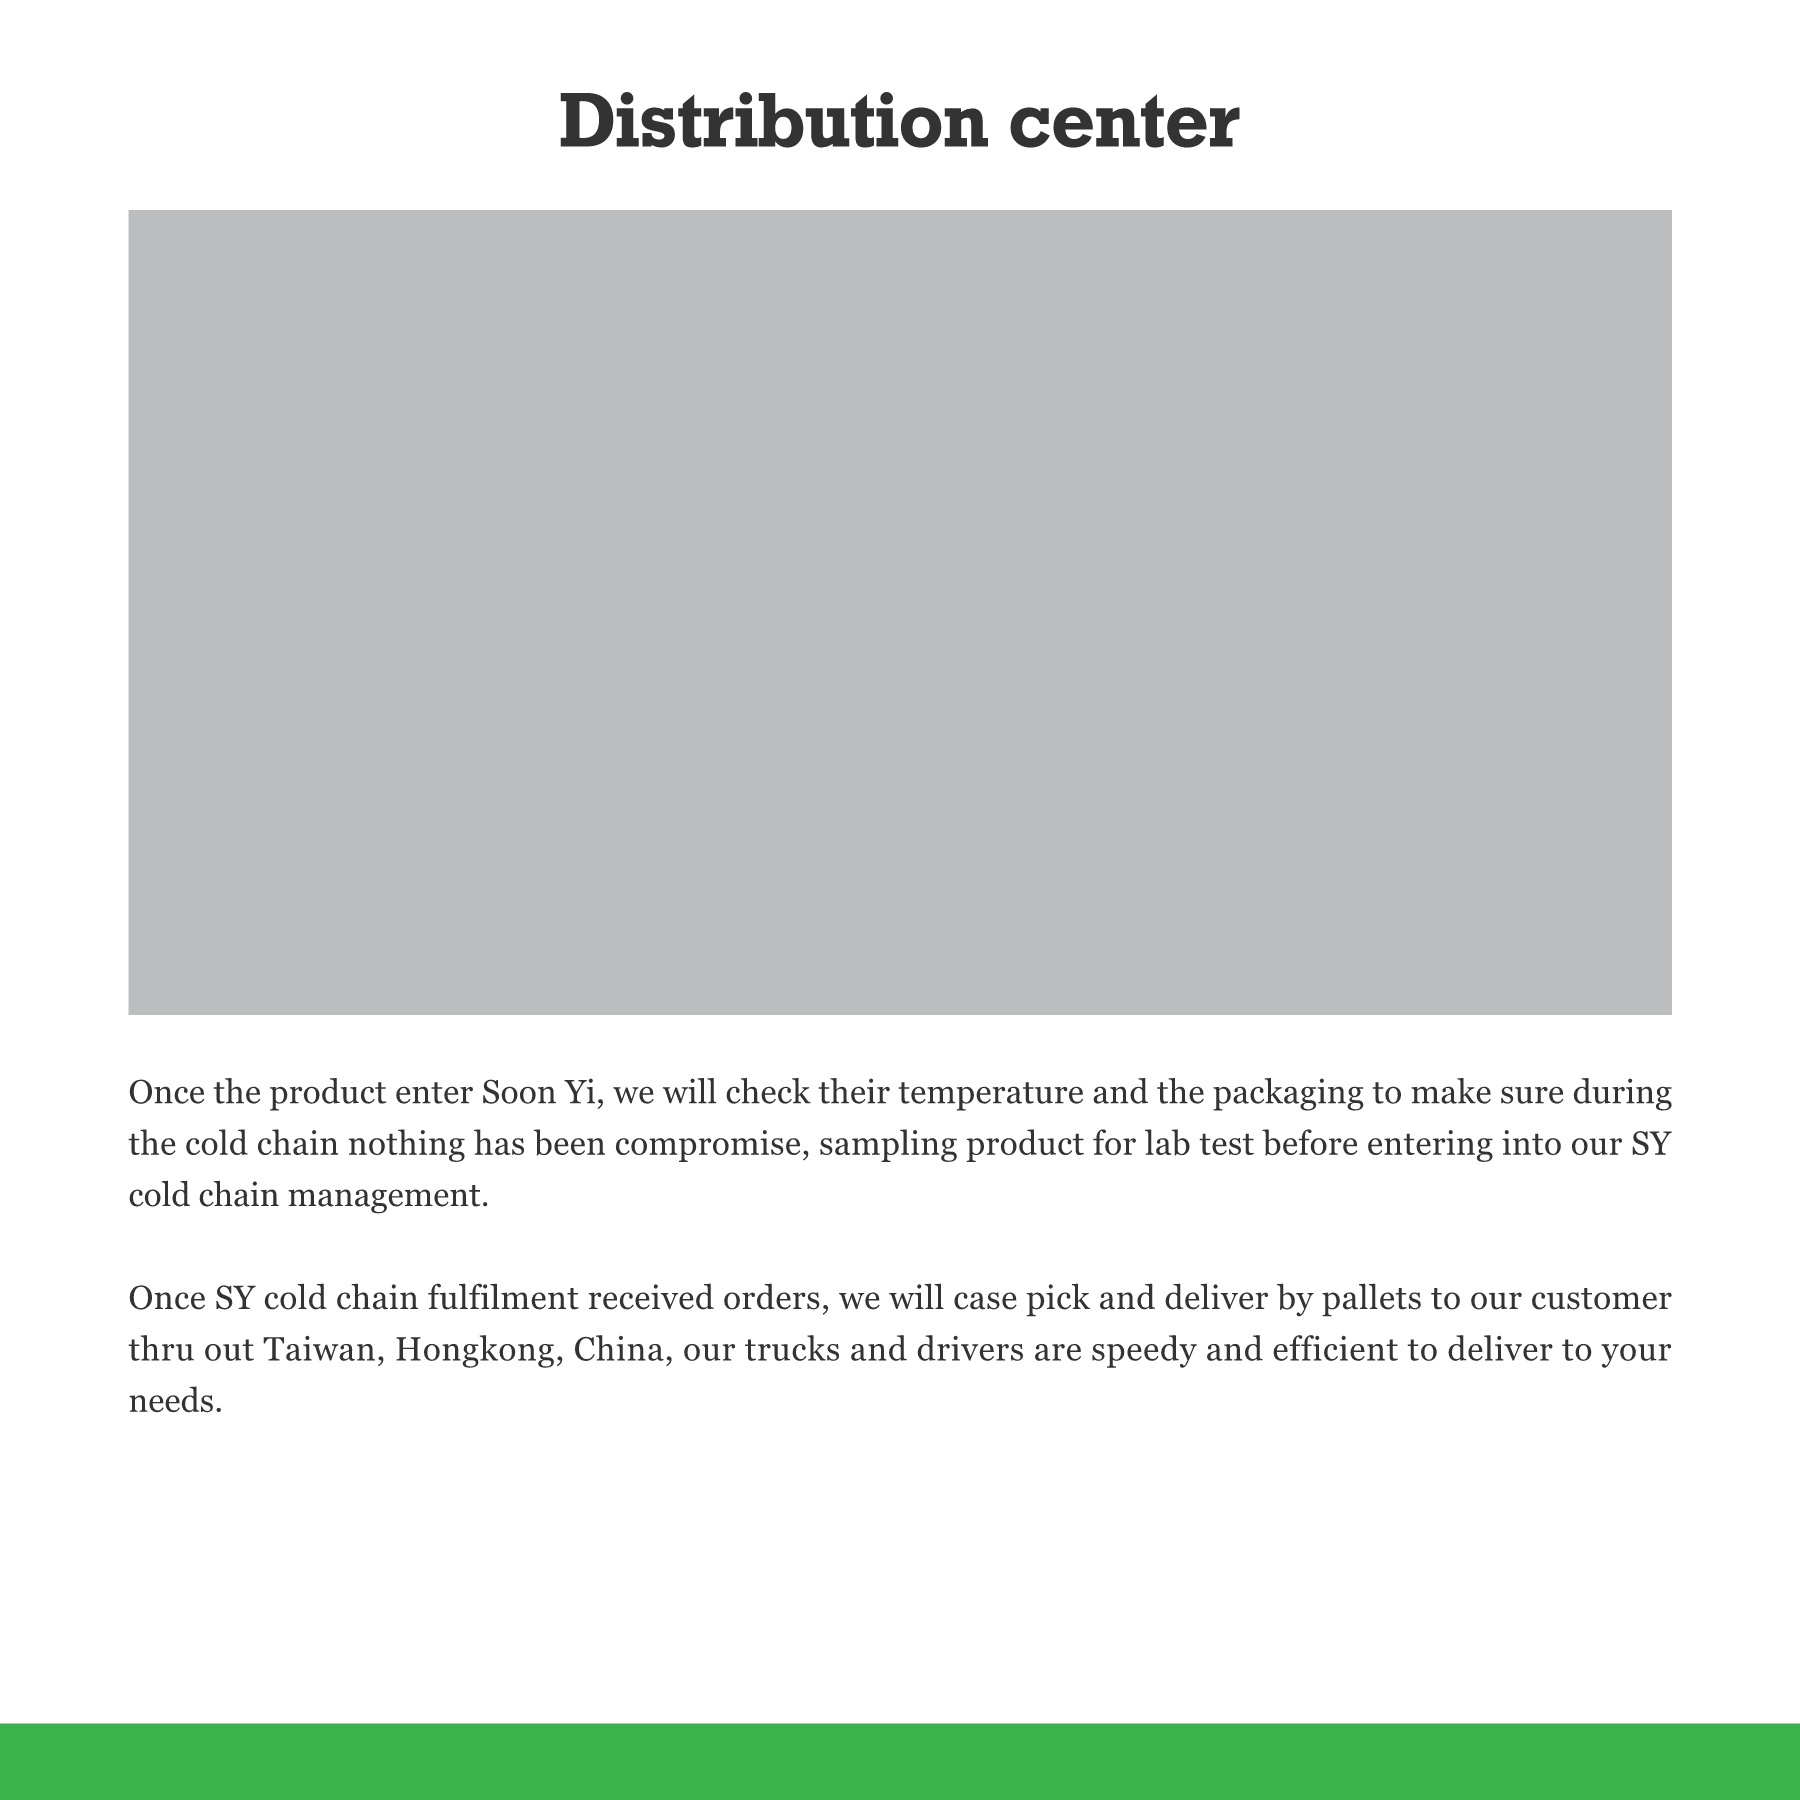 Distribution center
Once the product enter Soon Yi, we will check their temperature and the packaging to make sure during
the cold chain nothing has been compromise, sampling product for lab test before entering into our SY
cold chain management.
Once SY cold chain fulfilment received orders, we will case pick and deliver by pallets to our customer
thru out Taiwan, Hongkong, China, our trucks and drivers are speedy and efficient to deliver to your
needs.